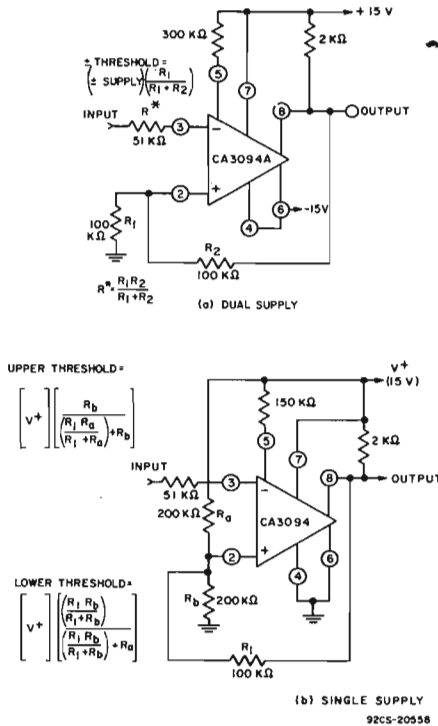 +15 V
300 KΩ
2 KΩ
± THRESHOLD =
(± SUPPLY) (R1 / R1 + R2)
5
7
8
OUTPUT
INPUT
R*
3
−
51 KΩ
CA3094A
2
+
6
−15V
4
100 KΩ
R1
R2
100 KΩ
R* = R1 R2 / R1 + R2
(a) DUAL SUPPLY
UPPER THRESHOLD =
[V+] [Rb / ((R1 Ra / R1 + Ra) + Rb)]
V+
(15 V)
150 KΩ
5
7
2 KΩ
INPUT
8
OUTPUT
3
−
51 KΩ
200 KΩ
Ra
CA3094
2
+
4
6
LOWER THRESHOLD =
[V+] [(R1 Rb / R1 + Rb) / ((R1 Rb / R1 + Rb) + Ra)]
Rb
200 KΩ
R1
100 KΩ
(b) SINGLE SUPPLY
92CS-20558